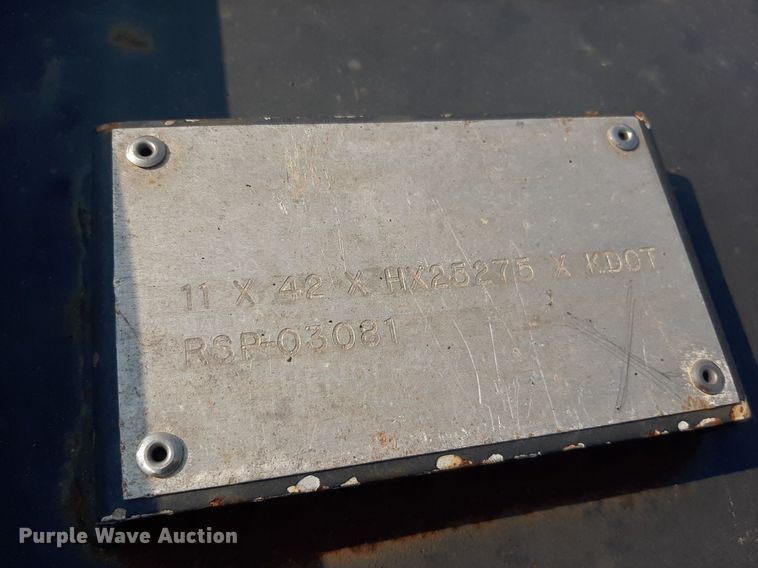 11 X 42 X HX25275 X KDOT
RSP-03081
Purple Wave Auction